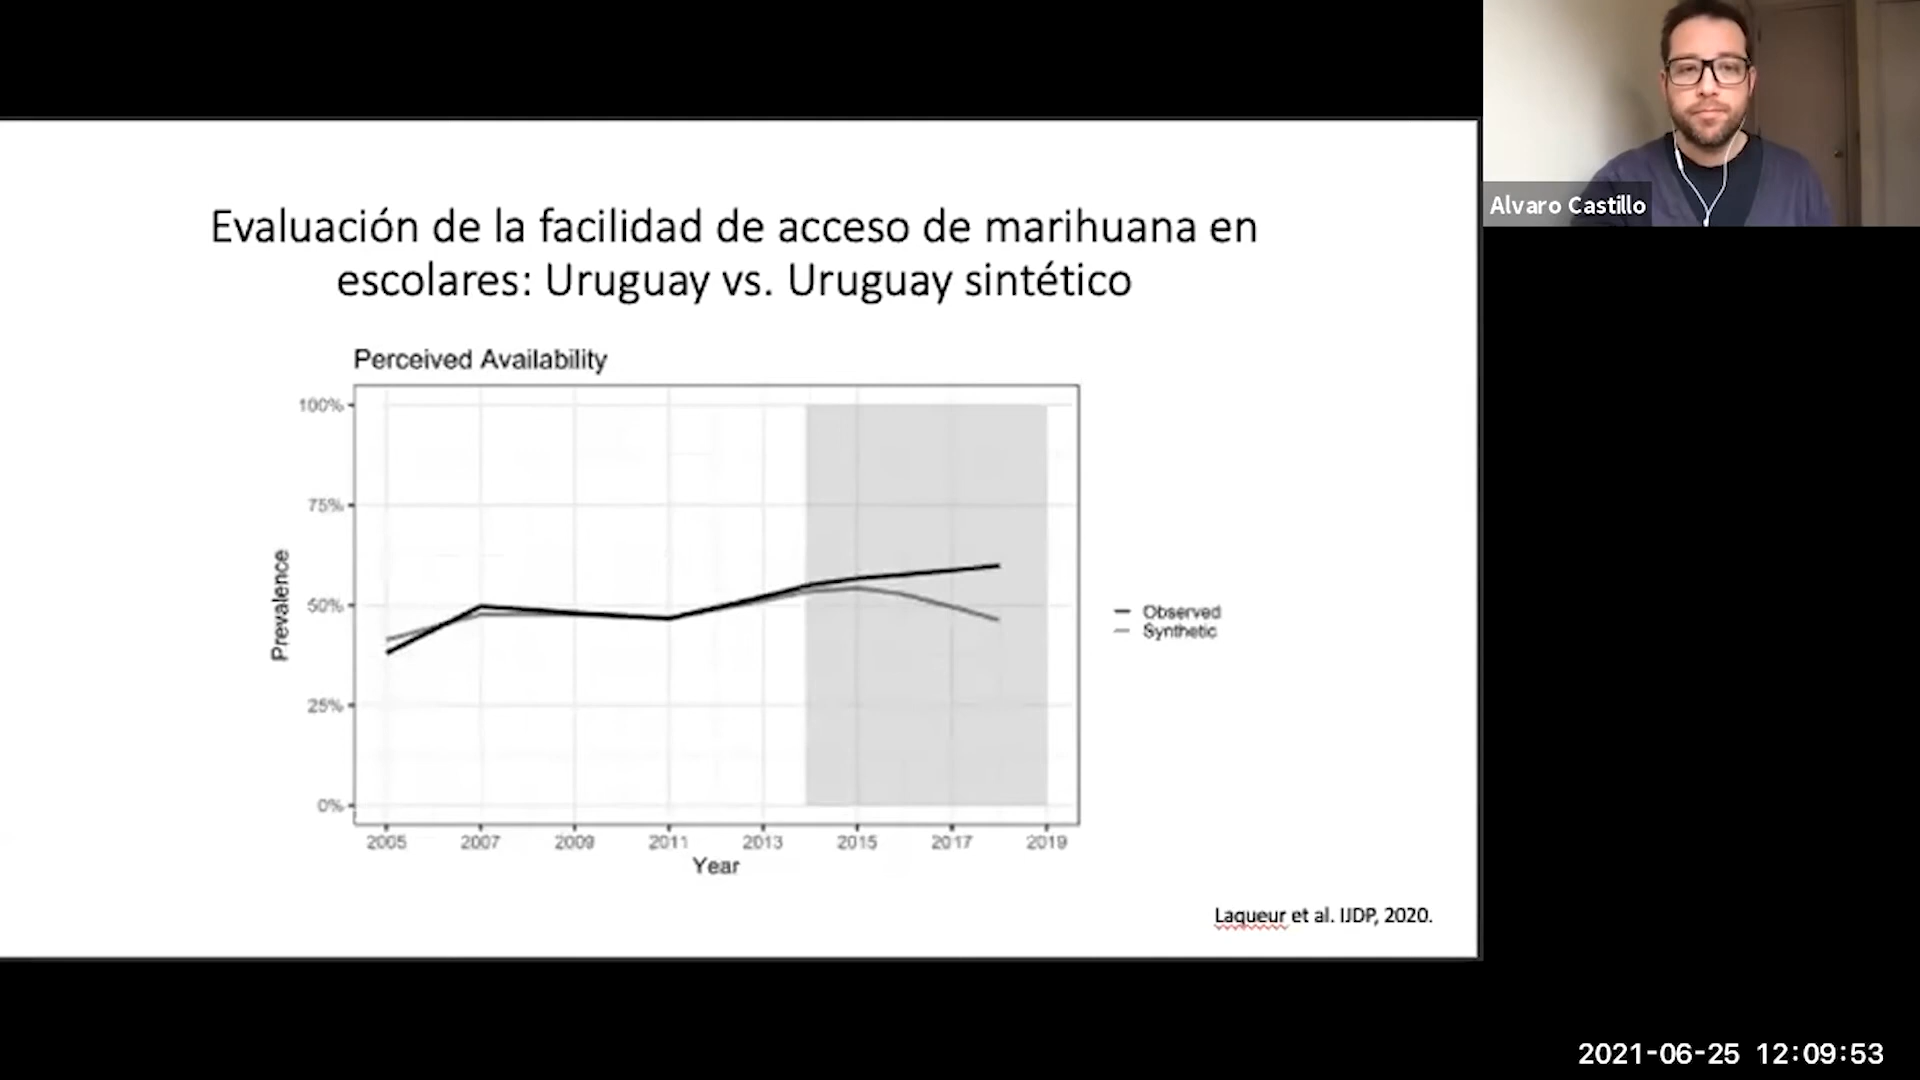 Alvaro Castillo
Evaluación de la facilidad de acceso de marihuana en
escolares: Uruguay vs. Uruguay sintético
Perceived Availability
100%
75%
50%
25%
0%
Prevalence
2005 2007 2009 2011 2013 2015 2017 2019
Year
Observed
Synthetic
Laqueur et al. IJDP, 2020.
2021-06-25 12:09:53